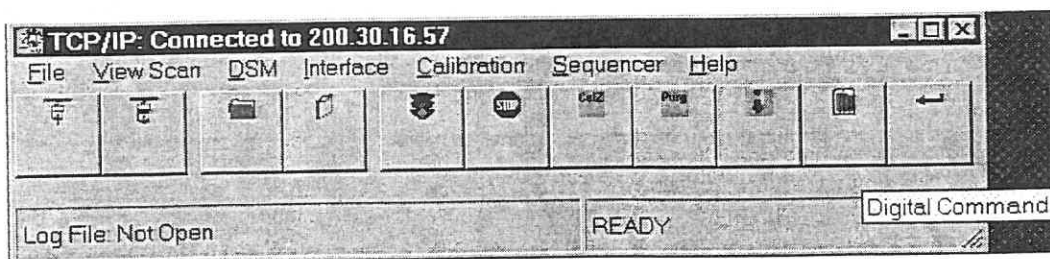 TCP/IP: Connected to 200.30.16.57
File View Scan DSM Interface Calibration Sequencer Help
STOP CalZ Purg
Log File: Not Open READY Digital Command